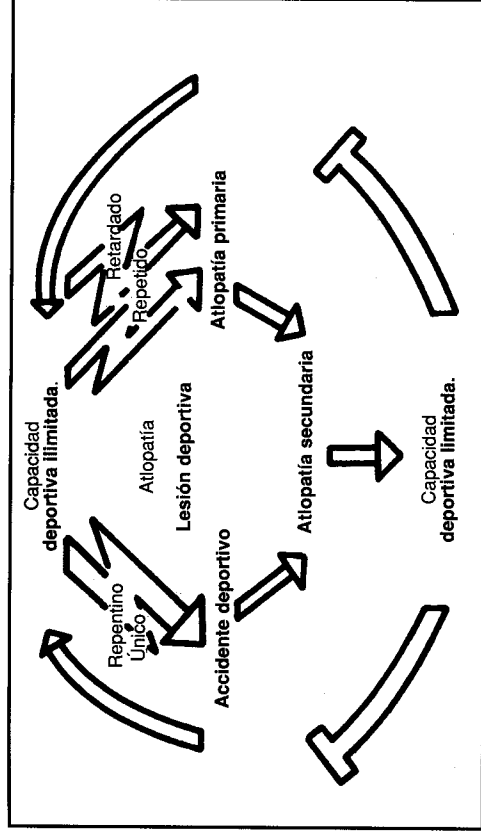 Capacidad
deportiva ilimitada.
Repentino
Único
Retardado
Repetido
Atlopatía
Lesión deportiva
Accidente deportivo
Atlopatía primaria
Atlopatía secundaria
Capacidad
deportiva limitada.